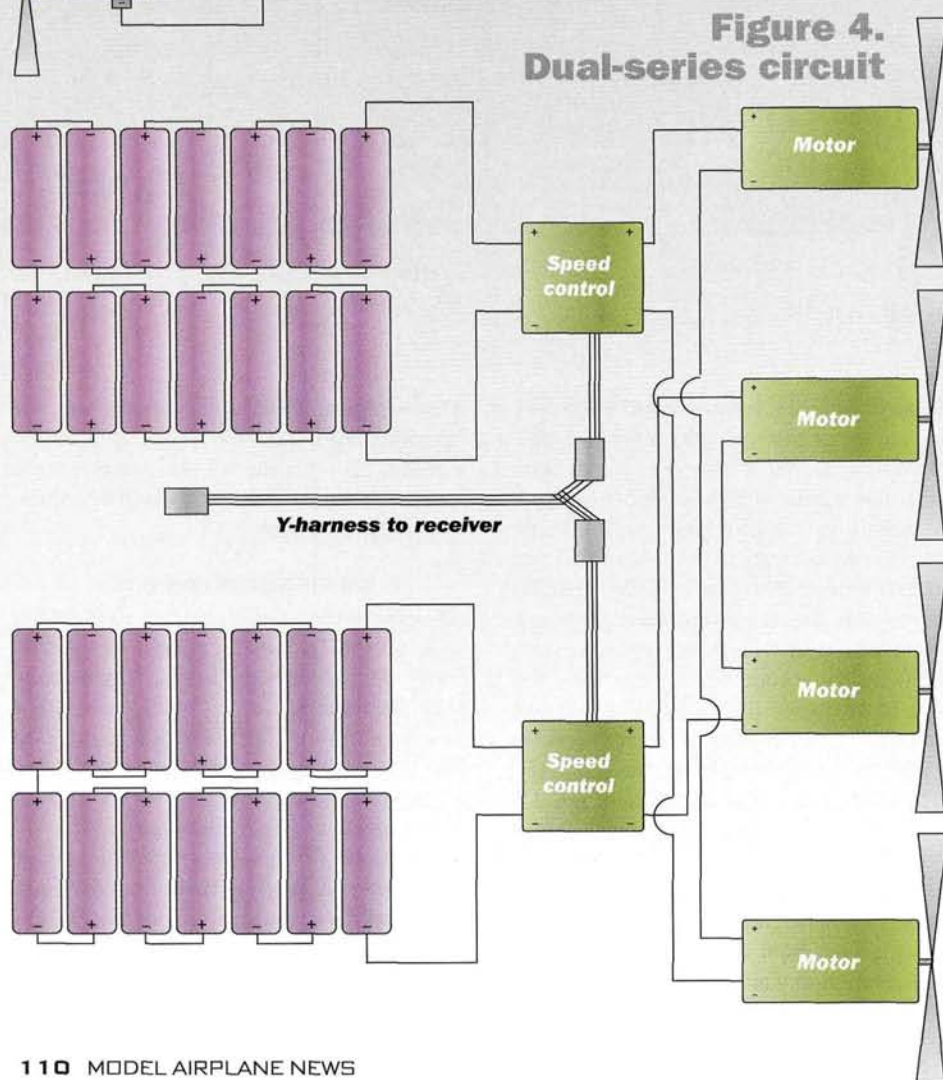 Figure 4.
Dual-series circuit
Motor
Speed
control
Motor
Y-harness to receiver
Motor
Speed
control
Motor
110 MODEL AIRPLANE NEWS